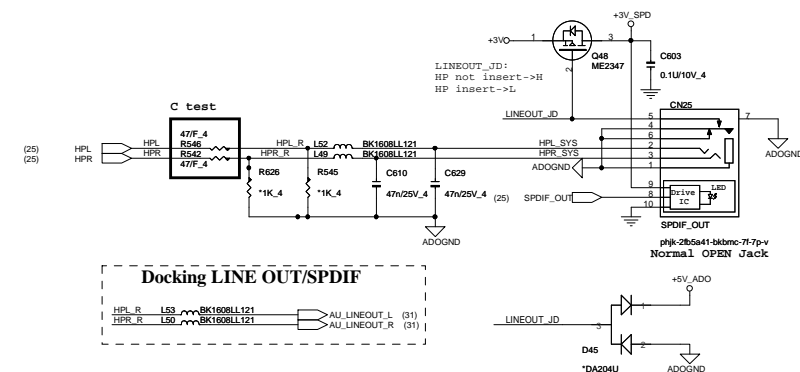 +3V_SPD
+3V
1
3
2
Q48
ME2347
C603
0.1U/10V_4
LINEOUT_JD:
HP not insert->H
HP insert->L
LINEOUT_JD
CN25
5
4
6
2
3
1
7
ADOGND
C test
47/F_4
(25) HPL HPL R546 HPL_R L52 BK1608LL121 HPL_SYS
(25) HPR HPR R542 HPR_R L49 BK1608LL121 HPR_SYS
47/F_4
ADOGND
R626
*1K_4
R545
*1K_4
C610
47n/25V_4
C629
47n/25V_4
ADOGND
(25) SPDIF_OUT
9
8
10
Drive
IC
LED
SPDIF_OUT
phjk-2fb5a41-bkbmc-7f-7p-v
Normal OPEN Jack
Docking LINE OUT/SPDIF
HPL_R L53 BK1608LL121 AU_LINEOUT_L (31)
HPR_R L50 BK1608LL121 AU_LINEOUT_R (31)
+5V_ADO
LINEOUT_JD
3
1
2
D45
*DA204U
ADOGND